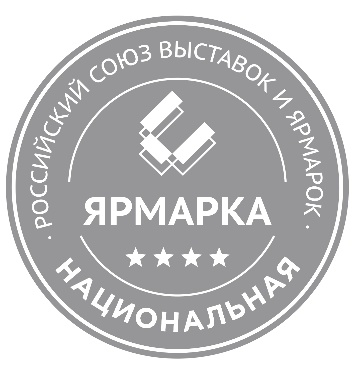 · РОССИЙСКИЙ СОЮЗ ВЫСТАВОК И ЯРМАРОК ·
ЯРМАРКА
НАЦИОНАЛЬНАЯ